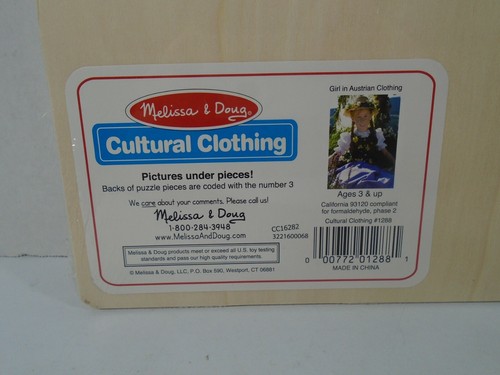 Melissa & Doug®
Cultural Clothing
Pictures under pieces!
Backs of puzzle pieces are coded with the number 3
We care about your comments. Please call us!
Melissa & Doug
1-800-284-3948
www.MelissaAndDoug.com
CC16282
3221600068
Melissa & Doug products meet or exceed all U.S. toy testing
standards and pass our high quality requirements.
© Melissa & Doug, LLC. P.O. Box 590, Westport, CT 06881
Girl in Austrian Clothing
Ages 3 & up
California 93120 compliant
for formaldehyde, phase 2
Cultural Clothing #1288
0 00772 01288 1
MADE IN CHINA